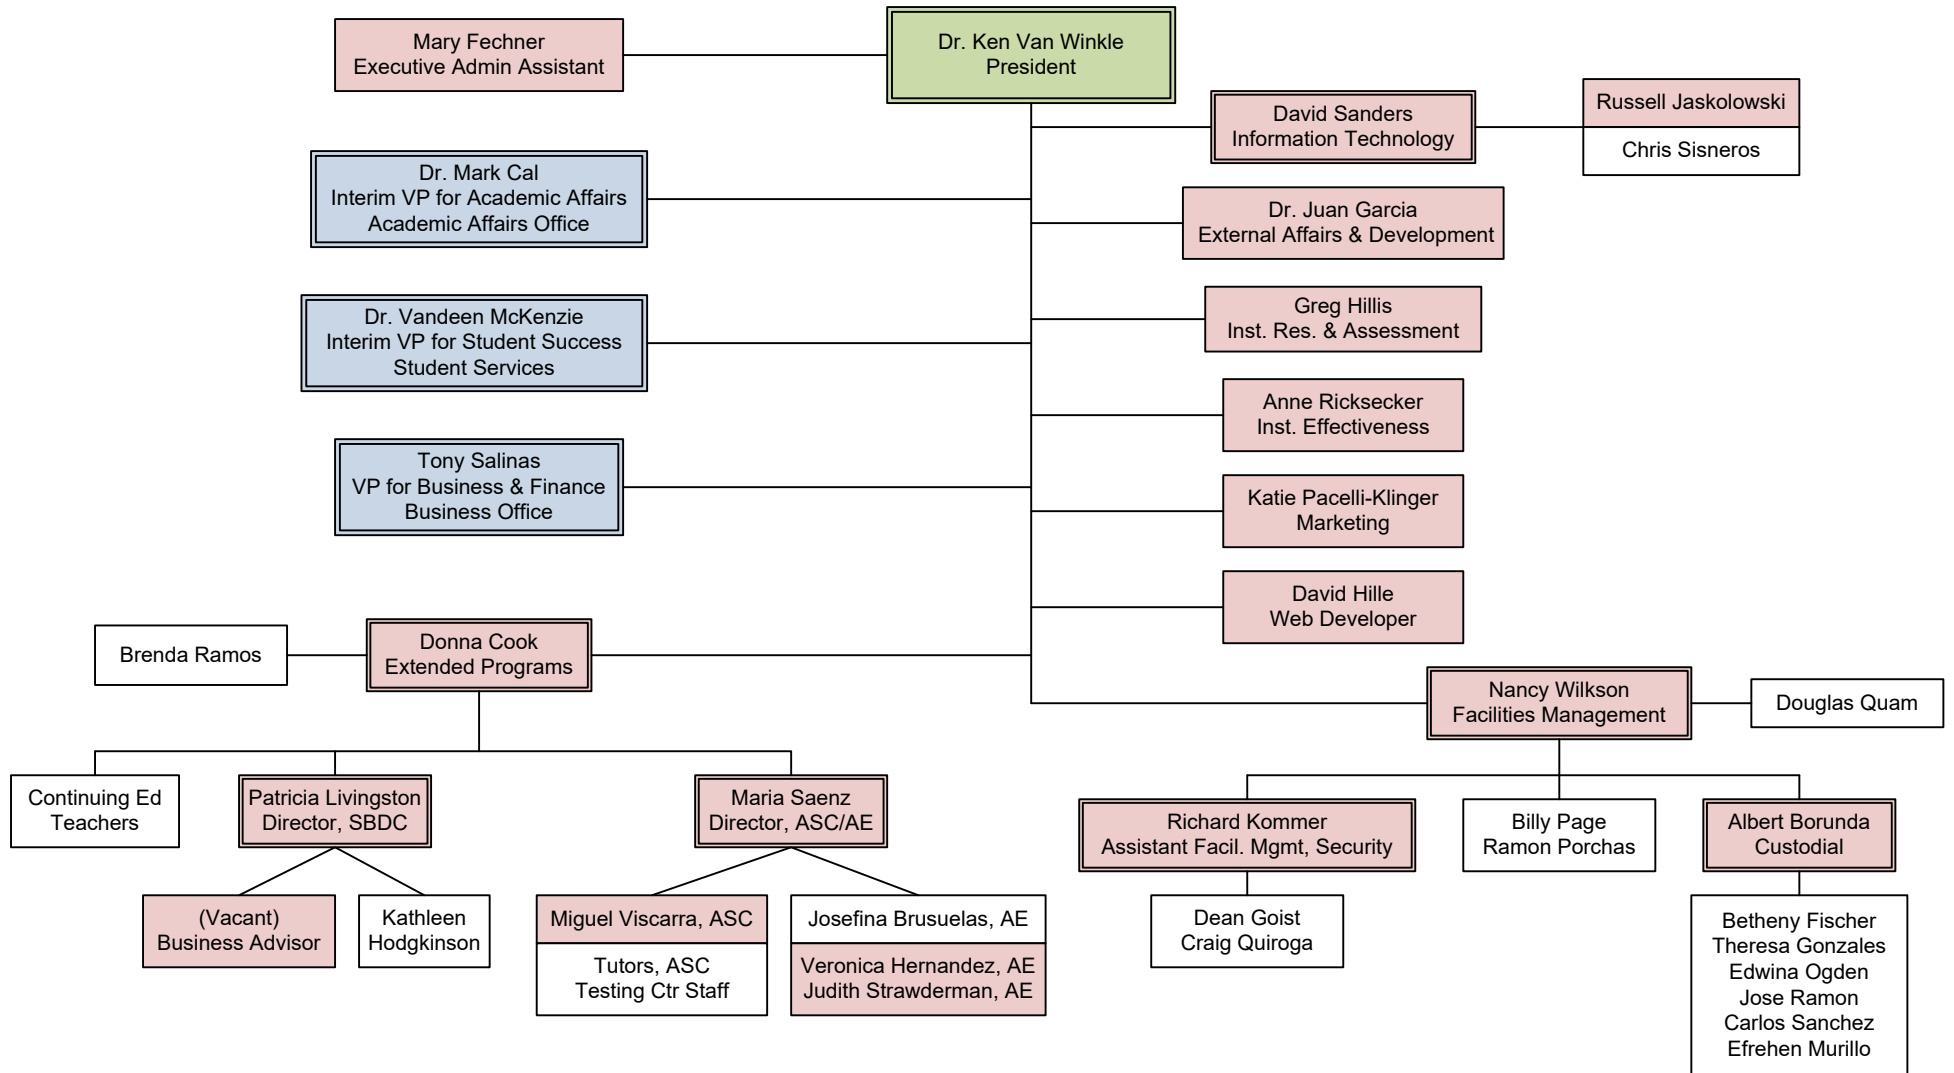 Mary Fechner
Executive Admin Assistant
Dr. Ken Van Winkle
President
David Sanders
Information Technology
Russell Jaskolowski
Chris Sisneros
Dr. Mark Cal
Interim VP for Academic Affairs
Academic Affairs Office
Dr. Juan Garcia
External Affairs & Development
Dr. Vandeen McKenzie
Interim VP for Student Success
Student Services
Greg Hillis
Inst. Res. & Assessment
Anne Ricksecker
Inst. Effectiveness
Tony Salinas
VP for Business & Finance
Business Office
Katie Pacelli-Klinger
Marketing
David Hille
Web Developer
Brenda Ramos
Donna Cook
Extended Programs
Nancy Wilkson
Facilities Management
Douglas Quam
Continuing Ed
Teachers
Patricia Livingston
Director, SBDC
Maria Saenz
Director, ASC/AE
Richard Kommer
Assistant Facil. Mgmt, Security
Billy Page
Ramon Porchas
Albert Borunda
Custodial
(Vacant)
Business Advisor
Kathleen
Hodgkinson
Miguel Viscarra, ASC
Tutors, ASC
Testing Ctr Staff
Josefina Brusuelas, AE
Veronica Hernandez, AE
Judith Strawderman, AE
Dean Goist
Craig Quiroga
Betheny Fischer
Theresa Gonzales
Edwina Ogden
Jose Ramon
Carlos Sanchez
Efrehen Murillo